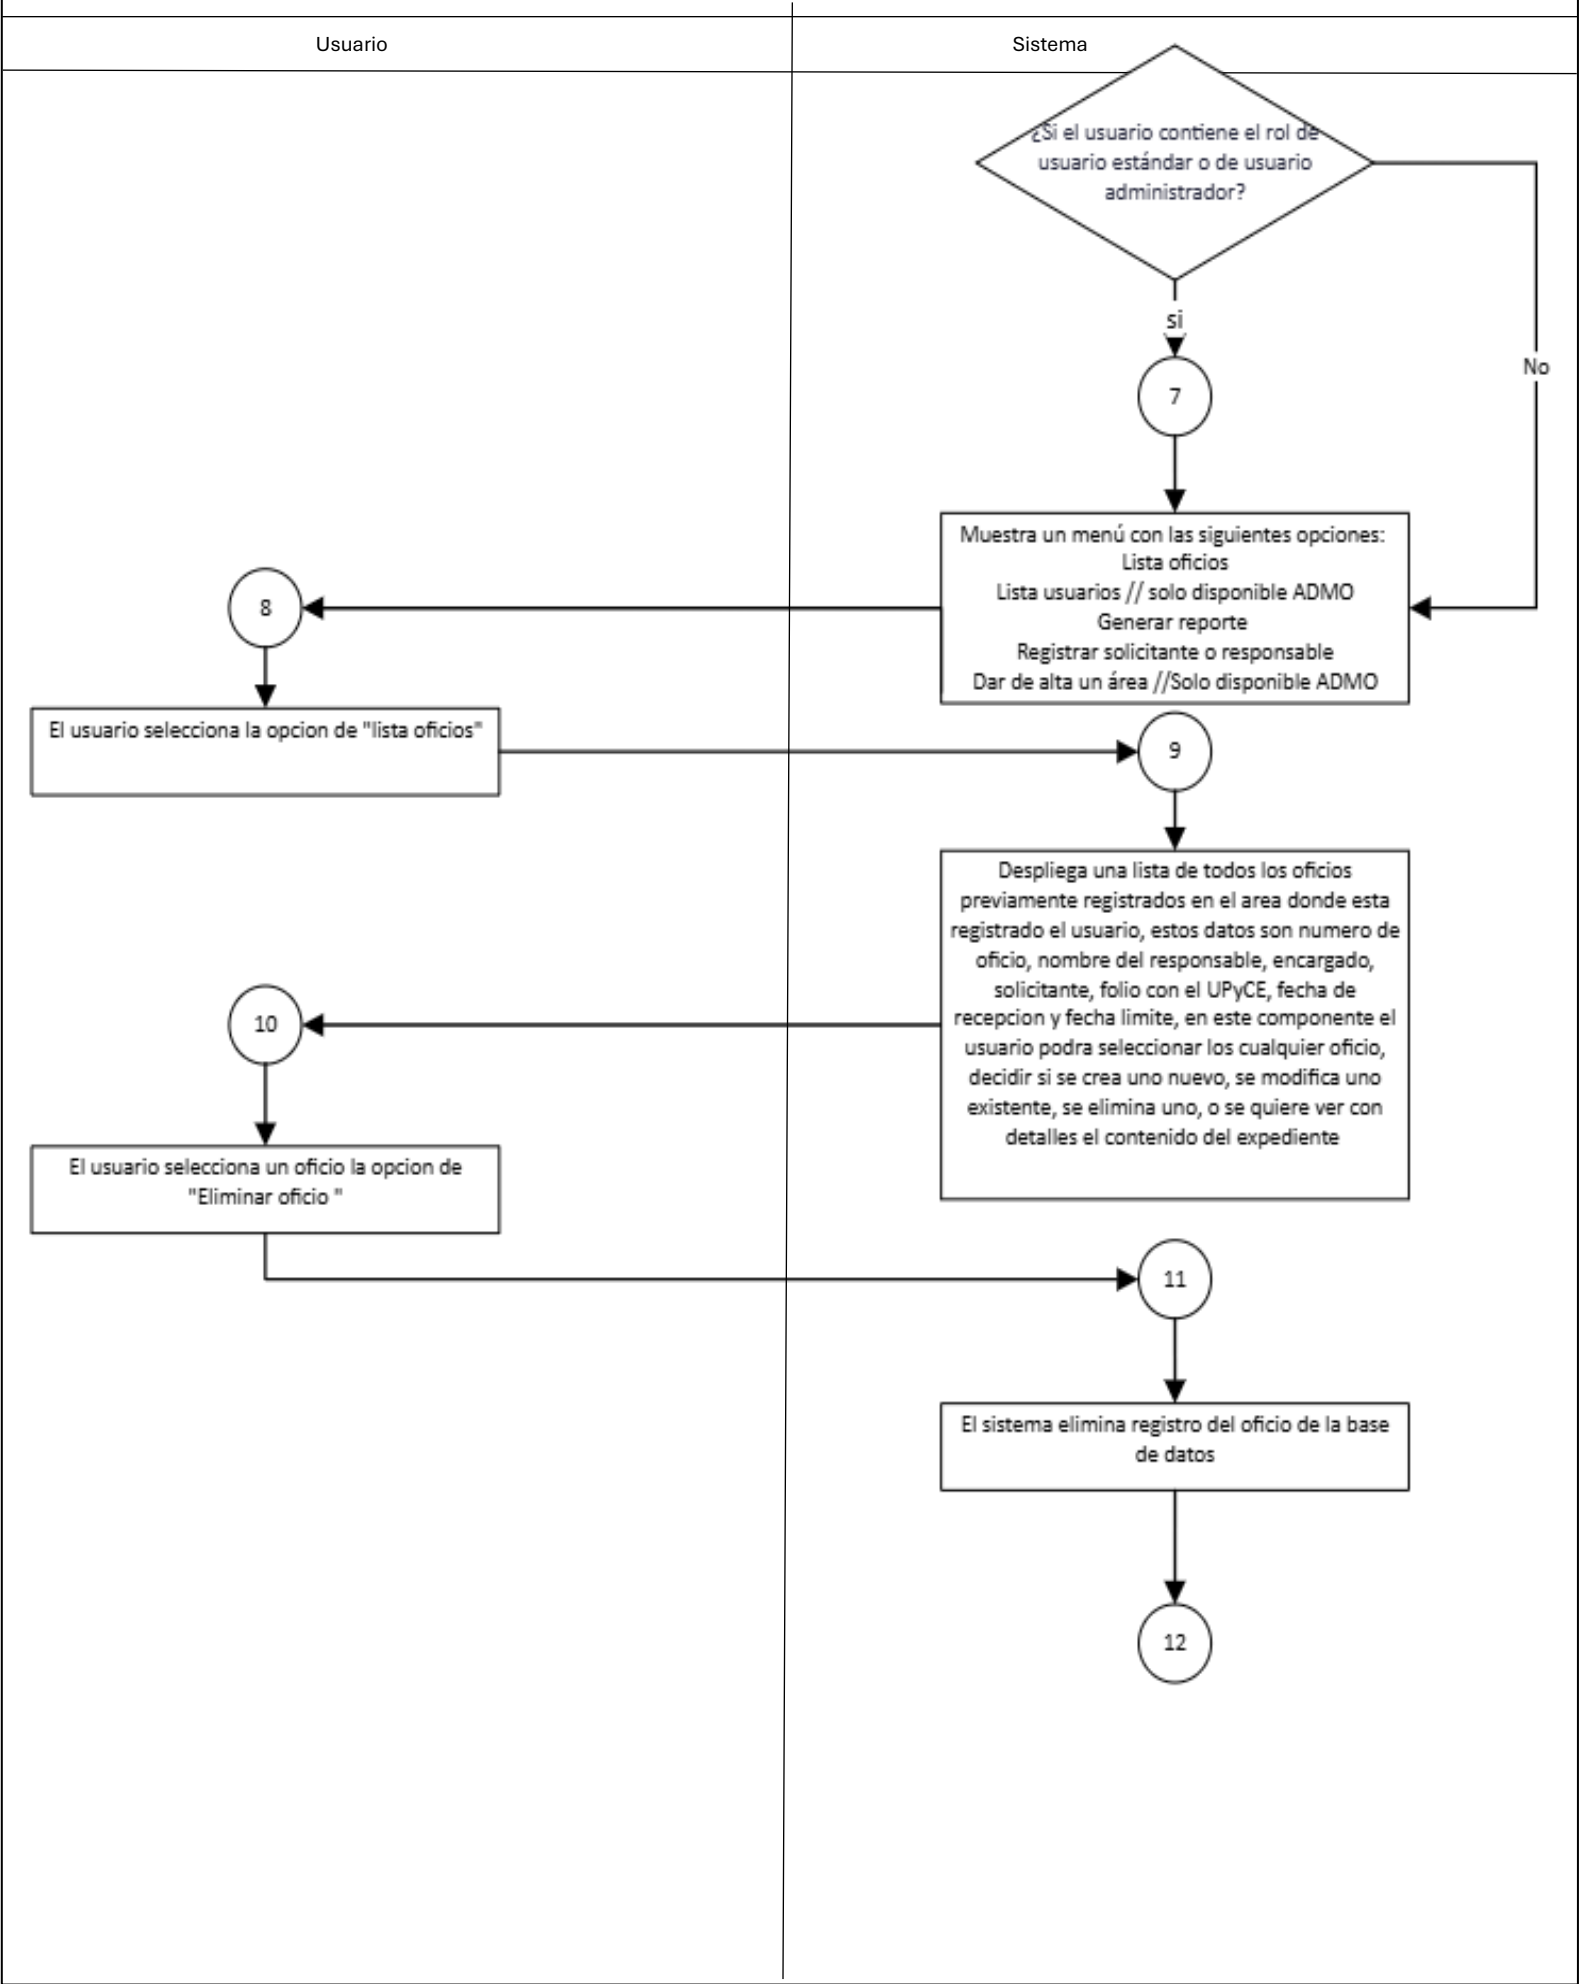 Usuario
Sistema
¿Si el usuario contiene el rol de
usuario estándar o de usuario
administrador?
si
No
7
Muestra un menú con las siguientes opciones:
Lista oficios
Lista usuarios // solo disponible ADMO
Generar reporte
Registrar solicitante o responsable
Dar de alta un área //Solo disponible ADMO
8
El usuario selecciona la opcion de "lista oficios"
9
Despliega una lista de todos los oficios
previamente registrados en el area donde esta
registrado el usuario, estos datos son numero de
oficio, nombre del responsable, encargado,
solicitante, folio con el UPyCE, fecha de
recepcion y fecha limite, en este componente el
usuario podra seleccionar los cualquier oficio,
decidir si se crea uno nuevo, se modifica uno
existente, se elimina uno, o se quiere ver con
detalles el contenido del expediente
10
El usuario selecciona un oficio la opcion de
"Eliminar oficio "
11
El sistema elimina registro del oficio de la base
de datos
12